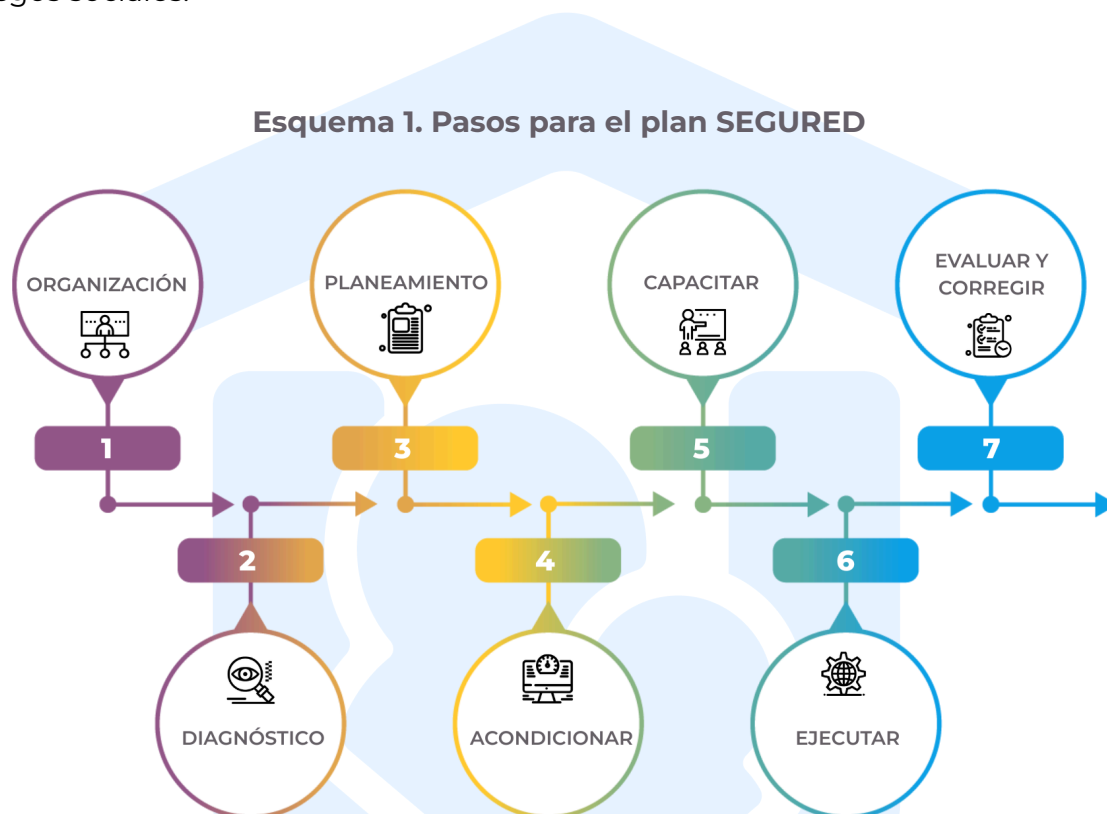 Esquema 1. Pasos para el plan SEGURED
ORGANIZACIÓN
1
2
DIAGNÓSTICO
PLANEAMIENTO
3
4
ACONDICIONAR
CAPACITAR
5
6
EJECUTAR
EVALUAR Y
CORREGIR
7